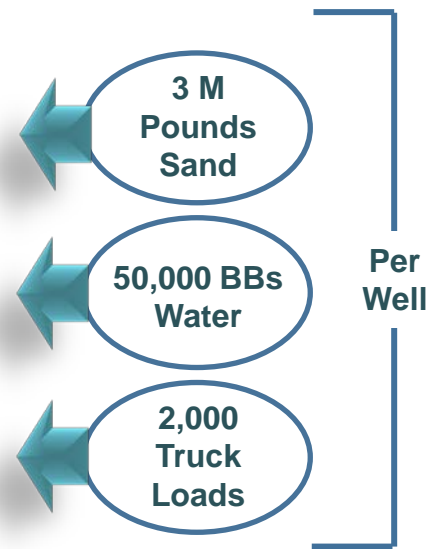 3 M
Pounds
Sand
50,000 BBs
Water
2,000
Truck
Loads
Per
Well